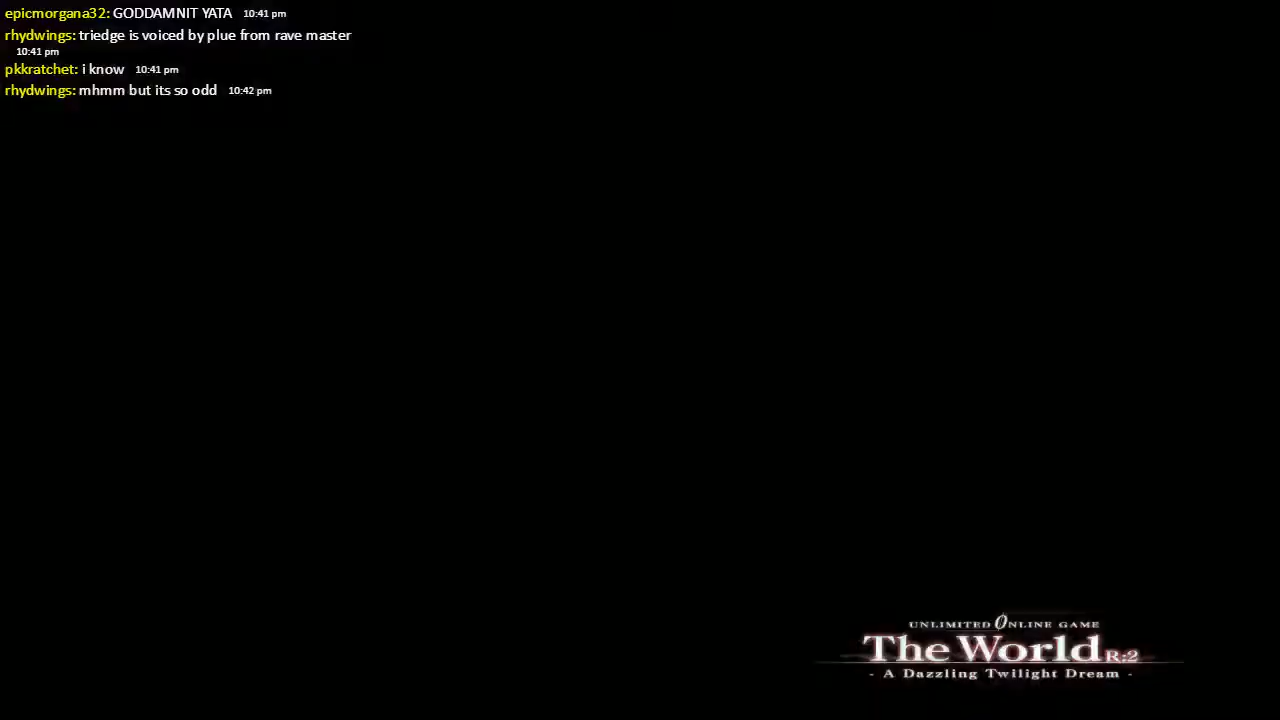 epicmorgana32: GODDAMNIT YATA 10:41 pm
rhydwings: triedge is voiced by plue from rave master
10:41 pm
pkkratchet: i know 10:41 pm
rhydwings: mhmm but its so odd 10:42 pm
UNLIMITED ONLINE GAME
The World R:2
- A Dazzling Twilight Dream -